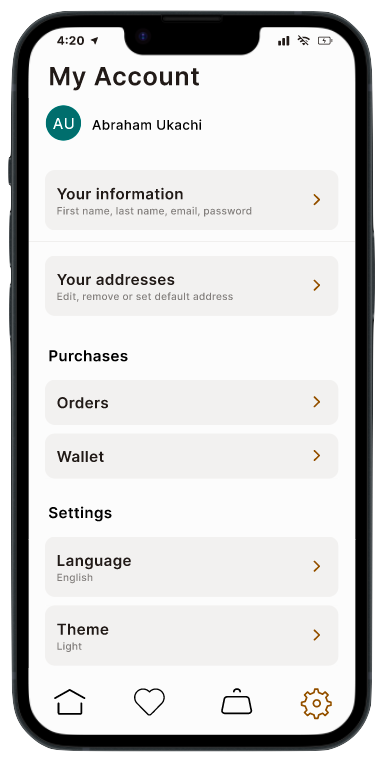 4:20
My Account
AU
Abraham Ukachi
Your information
First name, last name, email, password
Your addresses
Edit, remove or set default address
Purchases
Orders
Wallet
Settings
Language
English
Theme
Light